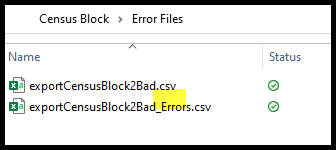 Census Block > Error Files
Name Status
exportCensusBlock2Bad.csv
exportCensusBlock2Bad_Errors.csv